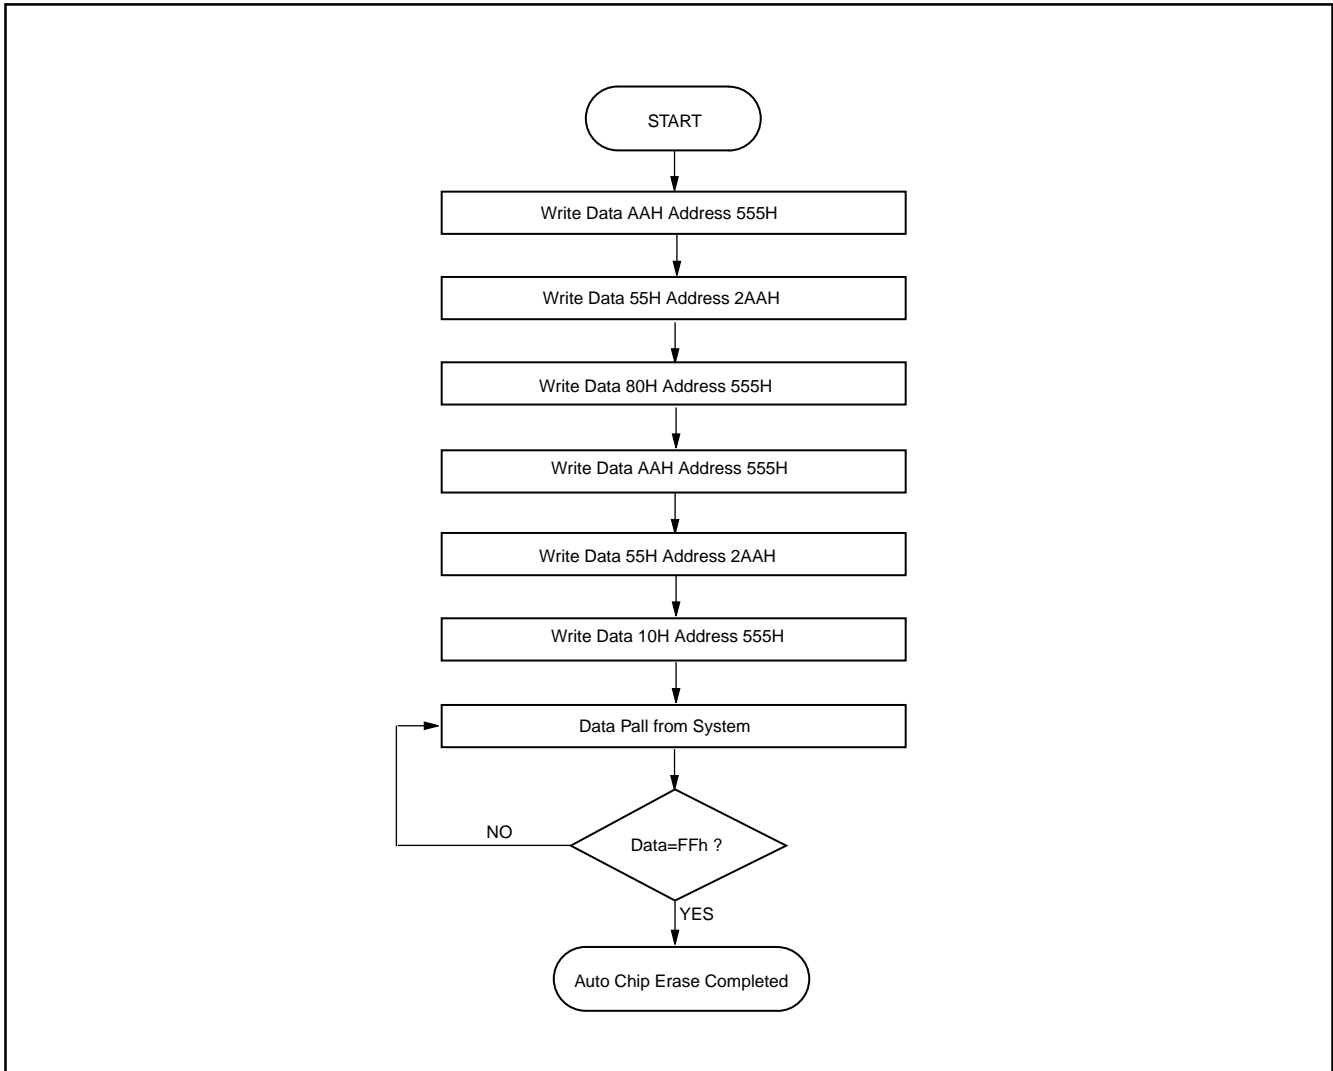 START
Write Data AAH Address 555H
Write Data 55H Address 2AAH
Write Data 80H Address 555H
Write Data AAH Address 555H
Write Data 55H Address 2AAH
Write Data 10H Address 555H
Data Pall from System
NO
Data=FFh ?
YES
Auto Chip Erase Completed